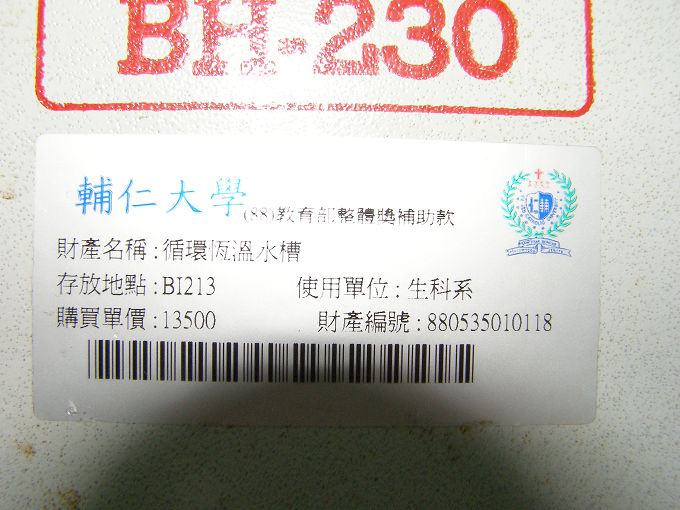 BH-230
輔仁大學 (88)教育部整體獎補助款
財產名稱:循環恆溫水槽
存放地點:BI213 使用單位:生科系
購買單價:13500 財產編號:880535010118